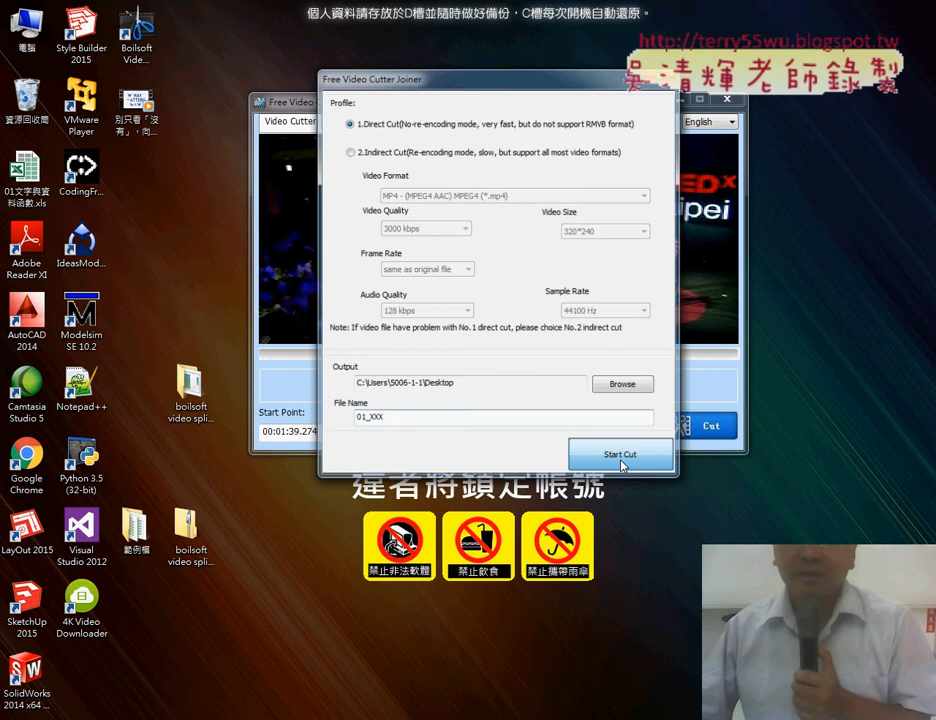 個人資料請存放於D槽並隨時做好備份，C槽每次開機自動還原。
http://terry55wu.blogspot.tw
吳清輝老師錄製
電腦
Style Builder
2015
Boilsoft
Vide...
資源回收筒
VMware
Player
別只看「沒
有」，向...
01文字與資
料函數.xls
CodingFr...
Adobe
Reader XI
IdeasMod...
AutoCAD
2014
Modelsim
SE 10.2
Camtasia
Studio 5
Notepad++
boilsoft
video spli...
Google
Chrome
Python 3.5
(32-bit)
LayOut 2015
Visual
Studio 2012
範例檔
boilsoft
video spli...
SketchUp
2015
4K Video
Downloader
SolidWorks
2014 x64 ...
Free Video
Video Cutter
English
EDx
ipei
Start Point:
00:01:39.274
Cut
Free Video Cutter Joiner
Profile:
1.Direct Cut(No-re-encoding mode, very fast, but do not support RMVB format)
2.Indirect Cut(Re-encoding mode, slow, but support all most video formats)
Video Format
MP4 - (MPEG4 AAC) MPEG4 (*.mp4)
Video Quality
Video Size
3000 kbps
320*240
Frame Rate
same as original file
Audio Quality
Sample Rate
128 kbps
44100 Hz
Note: If video file have problem with No.1 direct cut, please choice No.2 indirect cut
Output
C:\Users\5006-1-1\Desktop
Browse
File Name
01_XXX
Start Cut
違者將鎖定帳號
禁止非法軟體
禁止飲食
禁止攜帶雨傘